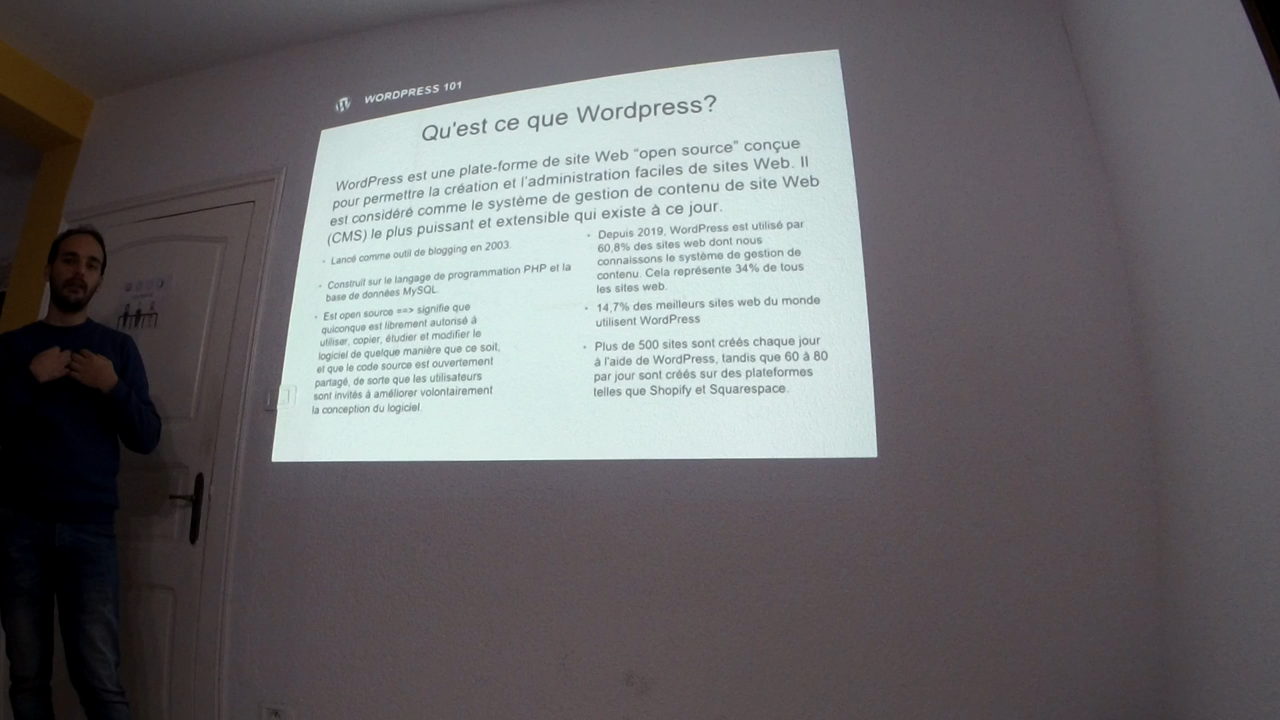 WORDPRESS 101
Qu'est ce que Wordpress?
WordPress est une plate-forme de site Web “open source” conçue
pour permettre la création et l'administration faciles de sites Web. Il
est considéré comme le système de gestion de contenu de site Web
(CMS) le plus puissant et extensible qui existe à ce jour.
• Lancé comme outil de blogging en 2003.
• Construit sur le langage de programmation PHP et la
base de données MySQL.
• Est open source ==> signifie que
quiconque est librement autorisé à
utiliser, copier, étudier et modifier le
logiciel de quelque manière que ce soit,
et que le code source est ouvertement
partagé, de sorte que les utilisateurs
sont invités à améliorer volontairement
la conception du logiciel.
• Depuis 2019, WordPress est utilisé par
60,8% des sites web dont nous
connaissons le système de gestion de
contenu. Cela représente 34% de tous
les sites web.
• 14,7% des meilleurs sites web du monde
utilisent WordPress
• Plus de 500 sites sont créés chaque jour
à l'aide de WordPress, tandis que 60 à 80
par jour sont créés sur des plateformes
telles que Shopify et Squarespace.